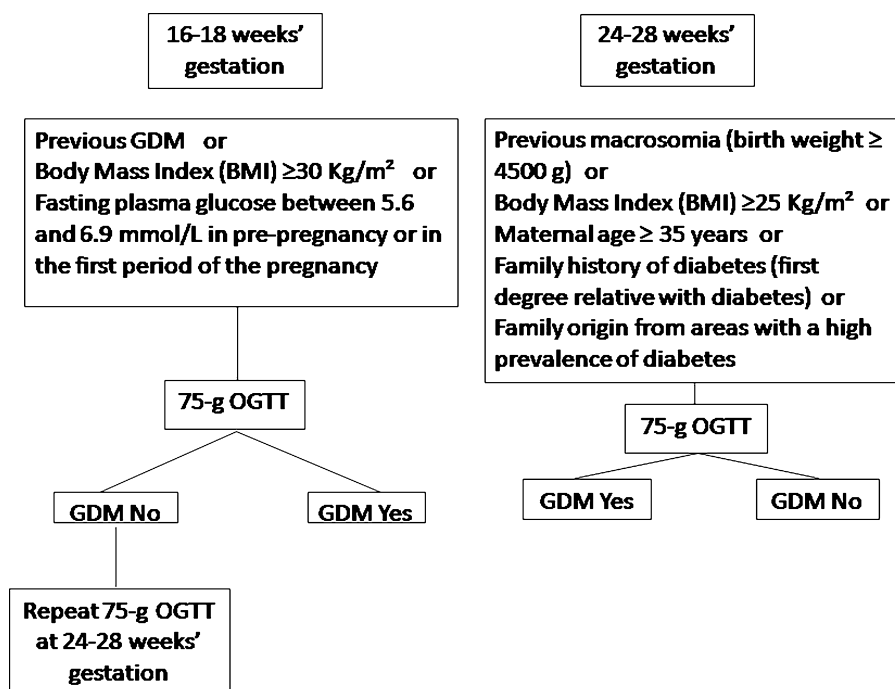 16-18 weeks’
gestation
Previous GDM or
Body Mass Index (BMI) ≥30 Kg/m² or
Fasting plasma glucose between 5.6
and 6.9 mmol/L in pre-pregnancy or in
the first period of the pregnancy
75-g OGTT
GDM No
GDM Yes
Repeat 75-g OGTT
at 24-28 weeks’
gestation
24-28 weeks’
gestation
Previous macrosomia (birth weight ≥
4500 g) or
Body Mass Index (BMI) ≥25 Kg/m² or
Maternal age ≥ 35 years or
Family history of diabetes (first
degree relative with diabetes) or
Family origin from areas with a high
prevalence of diabetes
75-g OGTT
GDM Yes
GDM No